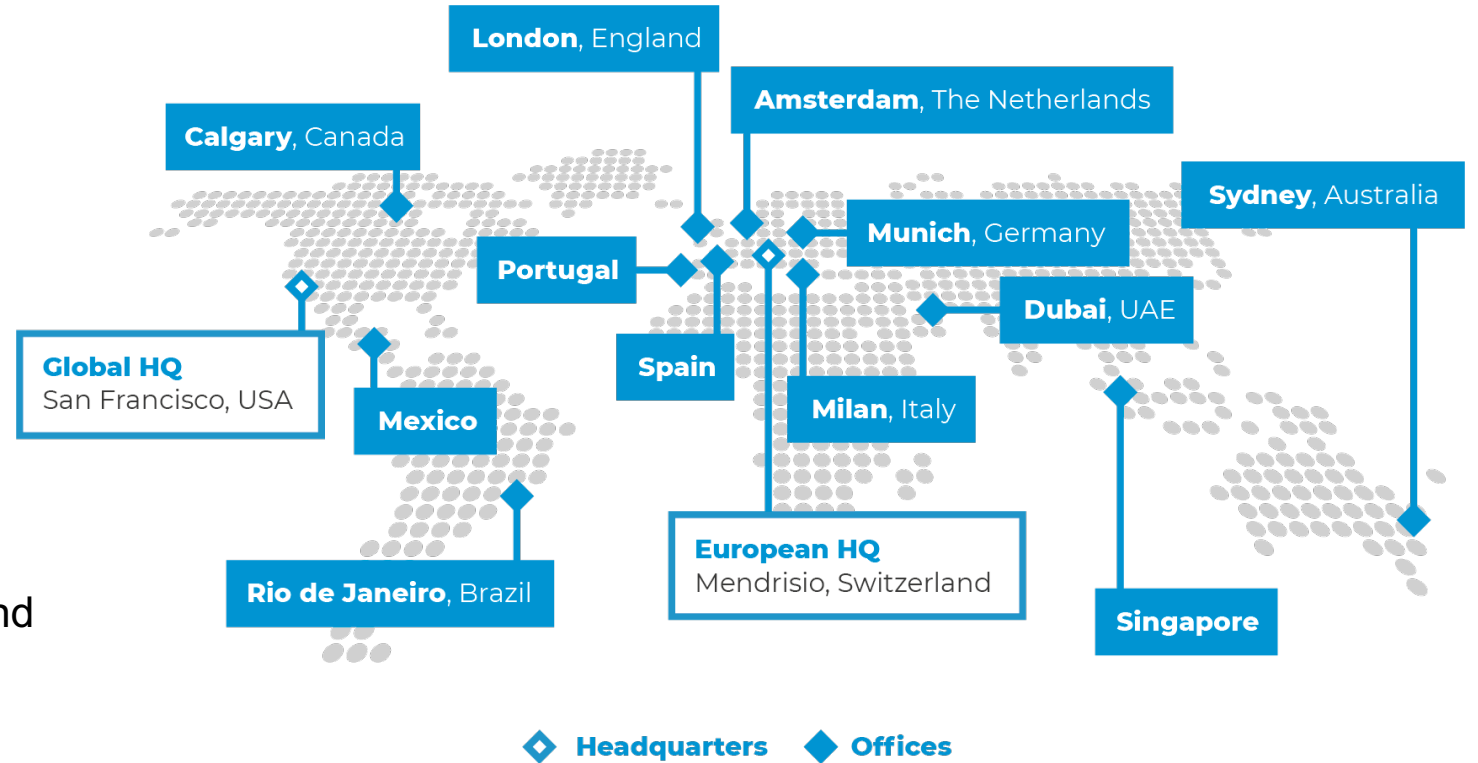 London, England
Amsterdam, The Netherlands
Calgary, Canada
Sydney, Australia
Munich, Germany
Portugal
Dubai, UAE
Global HQ
San Francisco, USA
Spain
Milan, Italy
Mexico
European HQ
Mendrisio, Switzerland
Rio de Janeiro, Brazil
nd
Singapore
Headquarters
Offices